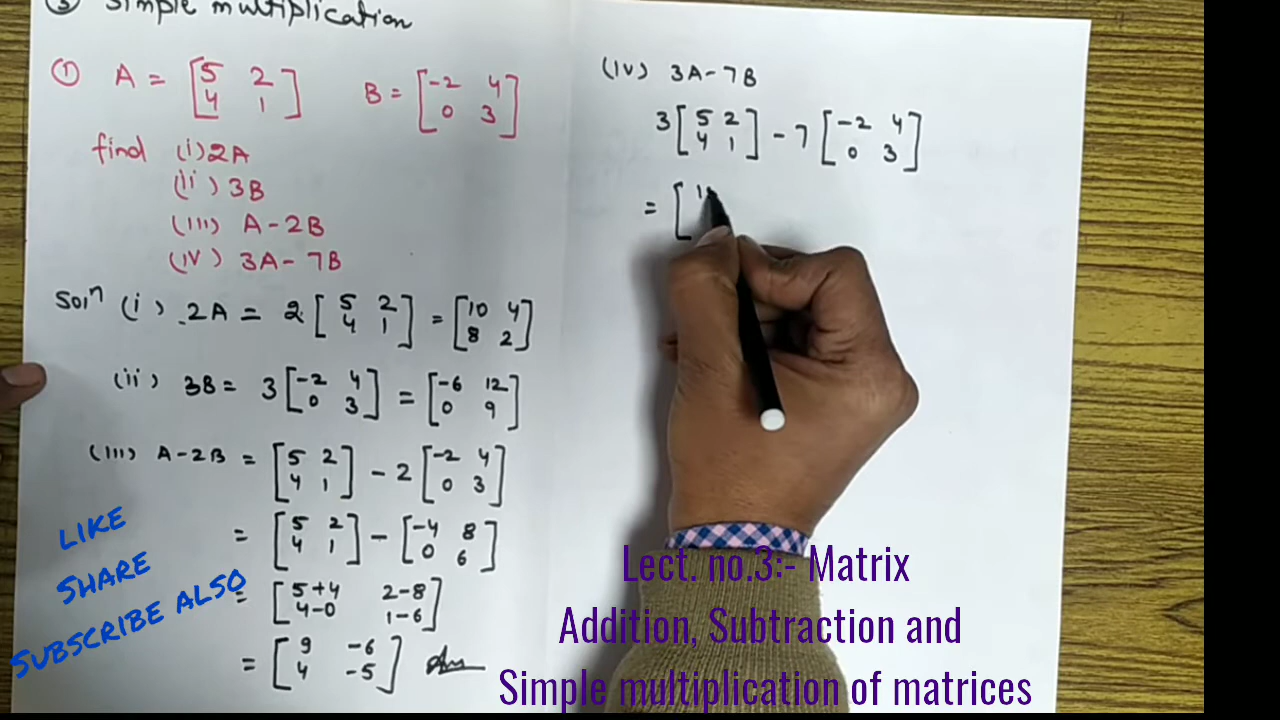 ③ Simple multiplication
① A = [5 2 4 1] B = [-2 4 0 3]
find (i) 2A
(ii) 3B
(III) A-2B
(IV) 3A-7B
Solⁿ (i) 2A = 2 [5 2 4 1] = [10 4 8 2]
(ii) 3B = 3 [-2 4 0 3] = [-6 12 0 9]
(III) A-2B = [5 2 4 1] - 2 [-2 4 0 3]
= [5 2 4 1] - [-4 8 0 6]
= [5+4 2-8 4-0 1-6]
= [9 -6 4 -5] Ans
(IV) 3A-7B
3 [5 2 4 1] - 7 [-2 4 0 3]
= [
LIKE
SHARE
SUBSCRIBE ALSO
Lect. no.3:- Matrix
Addition, Subtraction and
Simple multiplication of matrices